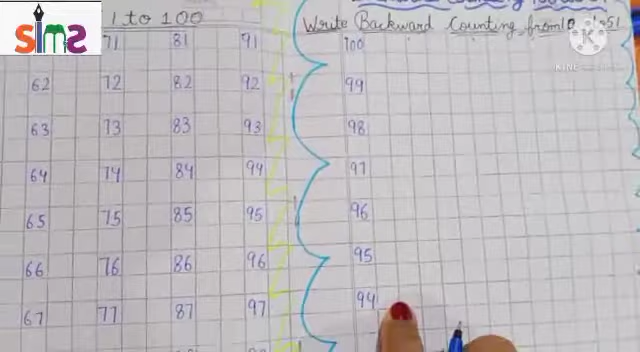 sims
1 to 100
71 81 91
62 72 82 92
63 73 83 93
64 74 84 94
65 75 85 95
66 76 86 96
67 77 87 97
Write Backward Counting from
100
99
98
97
96
95
94